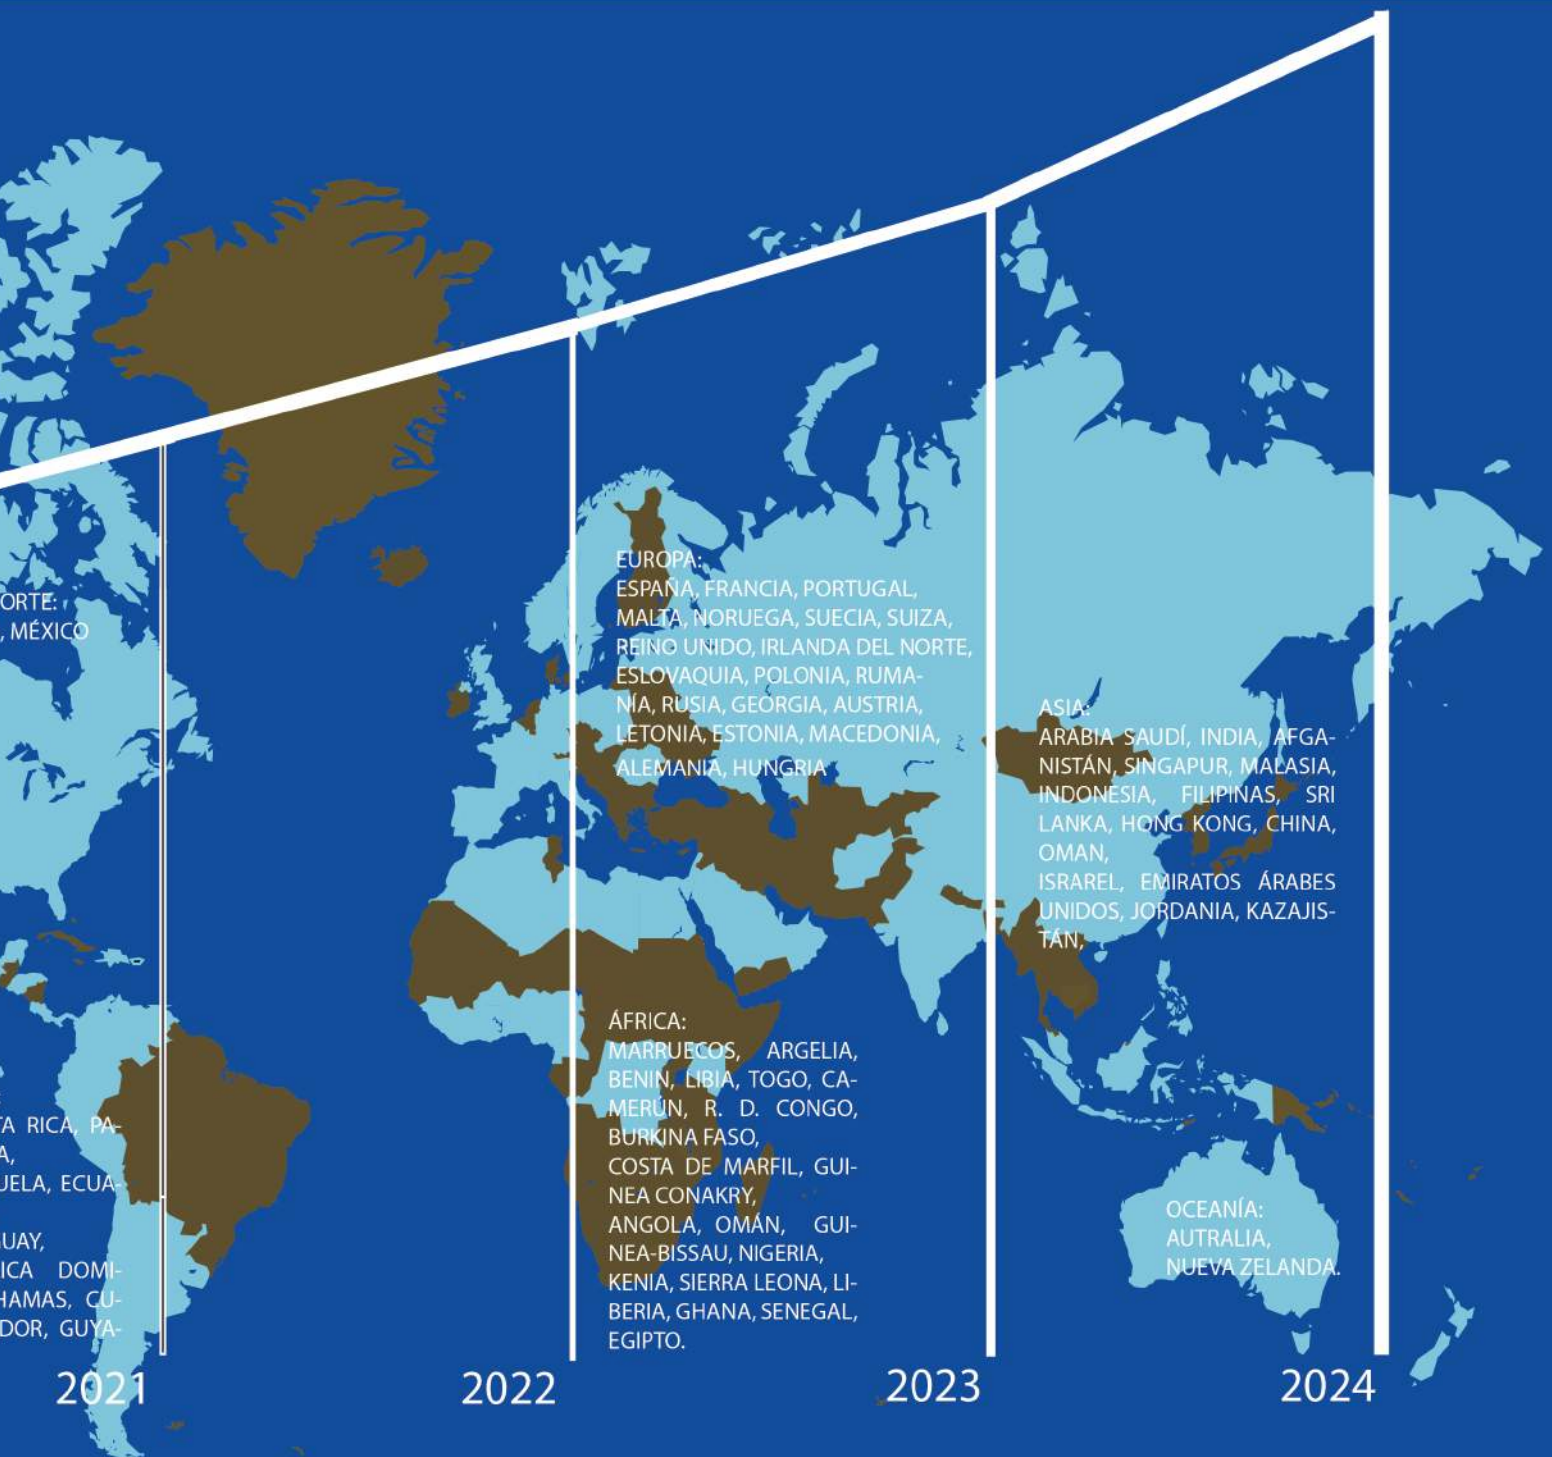 ORTE:
, MÉXICO
TA RICA, PA-
A,
UELA, ECUA-
UAY,
ICA DOMI-
HAMAS, CU-
DOR, GUYA-
EUROPA:
ESPAÑA, FRANCIA, PORTUGAL,
MALTA, NORUEGA, SUECIA, SUIZA,
REINO UNIDO, IRLANDA DEL NORTE,
ESLOVAQUIA, POLONIA, RUMA-
NÍA, RUSIA, GEORGIA, AUSTRIA,
LETONIA, ESTONIA, MACEDONIA,
ALEMANIA, HUNGRIA
ÁFRICA:
MARRUECOS, ARGELIA,
BENIN, LIBIA, TOGO, CA-
MERÚN, R. D. CONGO,
BURKINA FASO,
COSTA DE MARFIL, GUI-
NEA CONAKRY,
ANGOLA, OMÁN, GUI-
NEA-BISSAU, NIGERIA,
KENIA, SIERRA LEONA, LI-
BERIA, GHANA, SENEGAL,
EGIPTO.
ASIA:
ARABIA SAUDÍ, INDIA, AFGA-
NISTÁN, SINGAPUR, MALASIA,
INDONESIA, FILIPINAS, SRI
LANKA, HONG KONG, CHINA,
OMAN,
ISRAREL, EMIRATOS ÁRABES
UNIDOS, JORDANIA, KAZAJIS-
TÁN,
OCEANÍA:
AUTRALIA,
NUEVA ZELANDA.
2021
2022
2023
2024